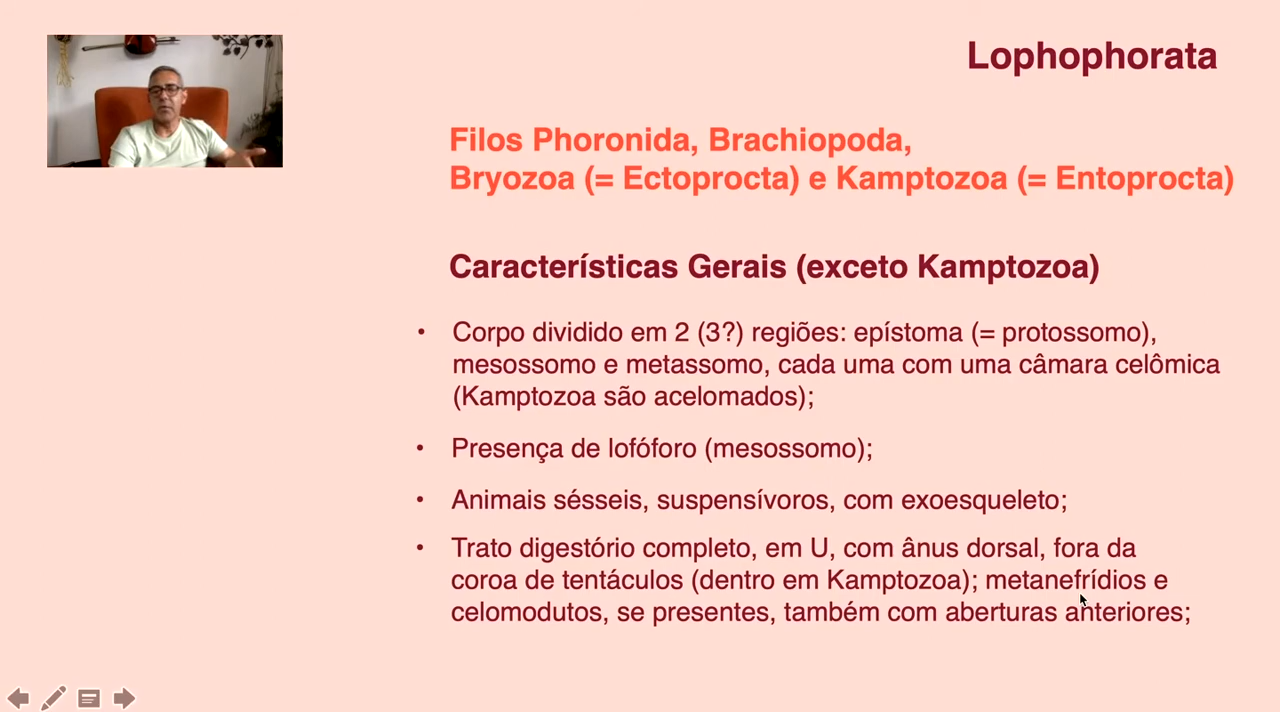 Lophophorata
Filos Phoronida, Brachiopoda,
Bryozoa (= Ectoprocta) e Kamptozoa (= Entoprocta)
Características Gerais (exceto Kamptozoa)
• Corpo dividido em 2 (3?) regiões: epístoma (= protossomo),
mesossomo e metassomo, cada uma com uma câmara celômica
(Kamptozoa são acelomados);
• Presença de lofóforo (mesossomo);
• Animais sésseis, suspensívoros, com exoesqueleto;
• Trato digestório completo, em U, com ânus dorsal, fora da
coroa de tentáculos (dentro em Kamptozoa); metanefrídios e
celomodutos, se presentes, também com aberturas anteriores;